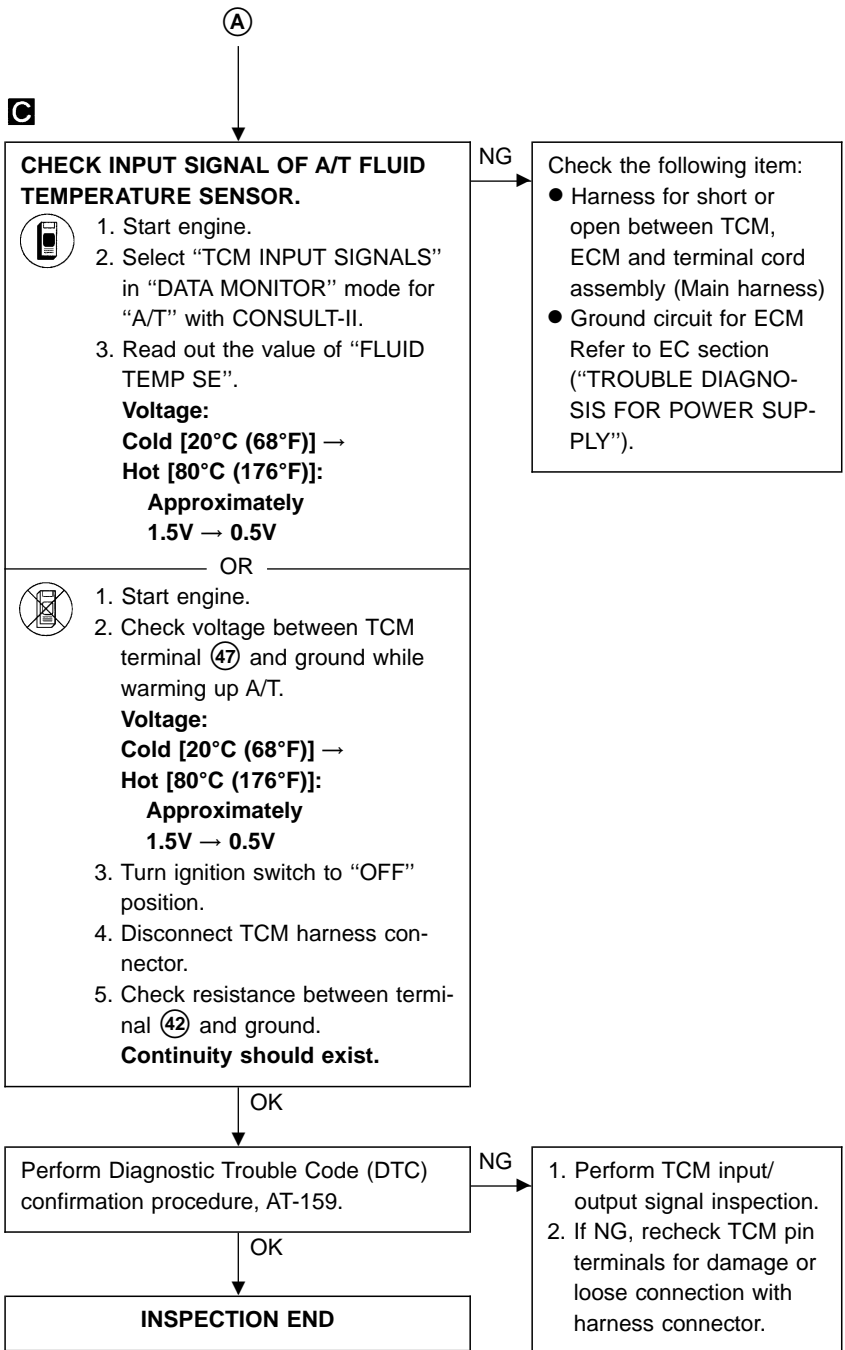 A
C
CHECK INPUT SIGNAL OF A/T FLUID
TEMPERATURE SENSOR.
1. Start engine.
2. Select ‘‘TCM INPUT SIGNALS’’
in ‘‘DATA MONITOR’’ mode for
‘‘A/T’’ with CONSULT-II.
3. Read out the value of ‘‘FLUID
TEMP SE’’.
Voltage:
Cold [20°C (68°F)] →
Hot [80°C (176°F)]:
Approximately
1.5V → 0.5V
OR
1. Start engine.
2. Check voltage between TCM
terminal 47 and ground while
warming up A/T.
Voltage:
Cold [20°C (68°F)] →
Hot [80°C (176°F)]:
Approximately
1.5V → 0.5V
3. Turn ignition switch to ‘‘OFF’’
position.
4. Disconnect TCM harness con-
nector.
5. Check resistance between termi-
nal 42 and ground.
Continuity should exist.
NG
Check the following item:
● Harness for short or
open between TCM,
ECM and terminal cord
assembly (Main harness)
● Ground circuit for ECM
Refer to EC section
(‘‘TROUBLE DIAGNO-
SIS FOR POWER SUP-
PLY’’).
OK
Perform Diagnostic Trouble Code (DTC)
confirmation procedure, AT-159.
NG
1. Perform TCM input/
output signal inspection.
2. If NG, recheck TCM pin
terminals for damage or
loose connection with
harness connector.
OK
INSPECTION END